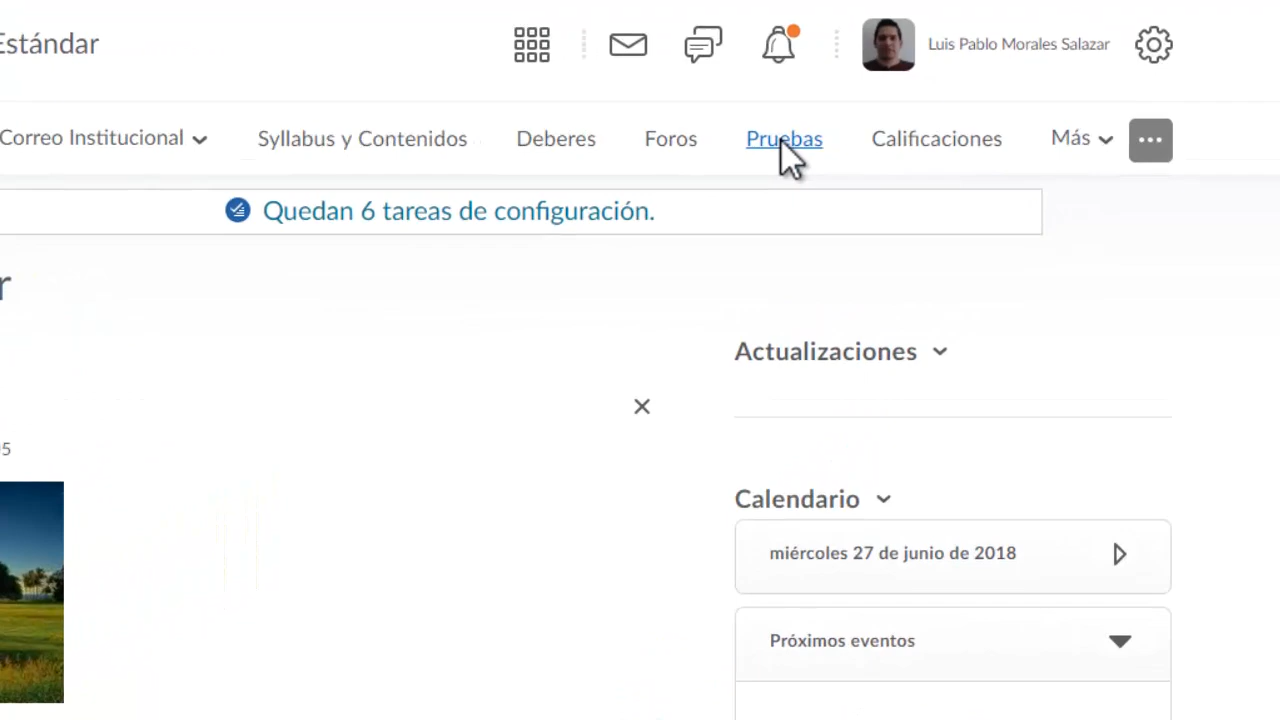 Estándar
Luis Pablo Morales Salazar
Correo Institucional
Syllabus y Contenidos
Deberes
Foros
Pruebas
Calificaciones
Más
Quedan 6 tareas de configuración.
r
Actualizaciones
05
Calendario
miércoles 27 de junio de 2018
Próximos eventos